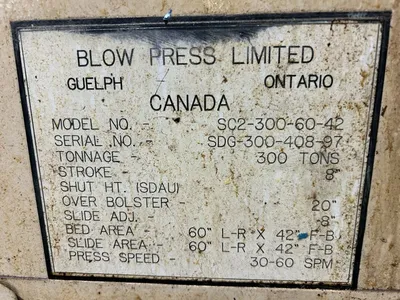 BLOW PRESS LIMITED
GUELPH ONTARIO
CANADA
MODEL NO. - SC2-300-60-42
SERIAL NO. - SDG-300-408-97
TONNAGE - 300 TONS
STROKE - 8"
SHUT HT. (SDAU)
OVER BOLSTER - 20"
SLIDE ADJ. - 8"
BED AREA - 60" L-R X 42" F-B
SLIDE AREA - 60" L-R X 42" F-B
PRESS SPEED - 30-60 SPM